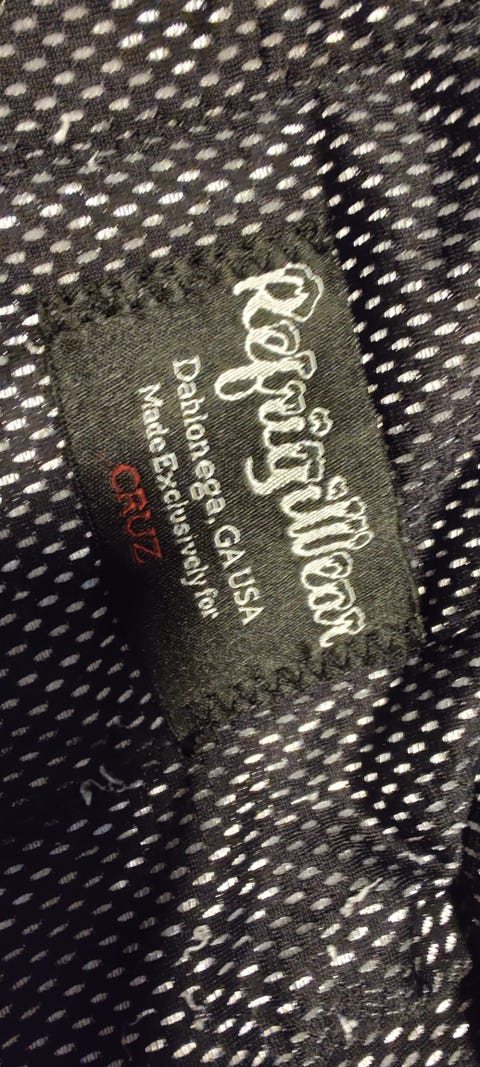 RefrigiWear
Dahlonega, GA USA
Made Exclusively for
CRUZ